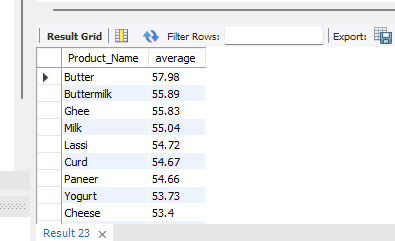 Result Grid Filter Rows: Export:
Product_Name average
Butter 57.98
Buttermilk 55.89
Ghee 55.83
Milk 55.04
Lassi 54.72
Curd 54.67
Paneer 54.66
Yogurt 53.73
Cheese 53.4
Result 23 ×